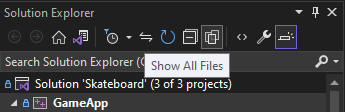 Solution Explorer
Show All Files
Search Solution Explorer (
Solution 'Skateboard' (3 of 3 projects)
GameApp